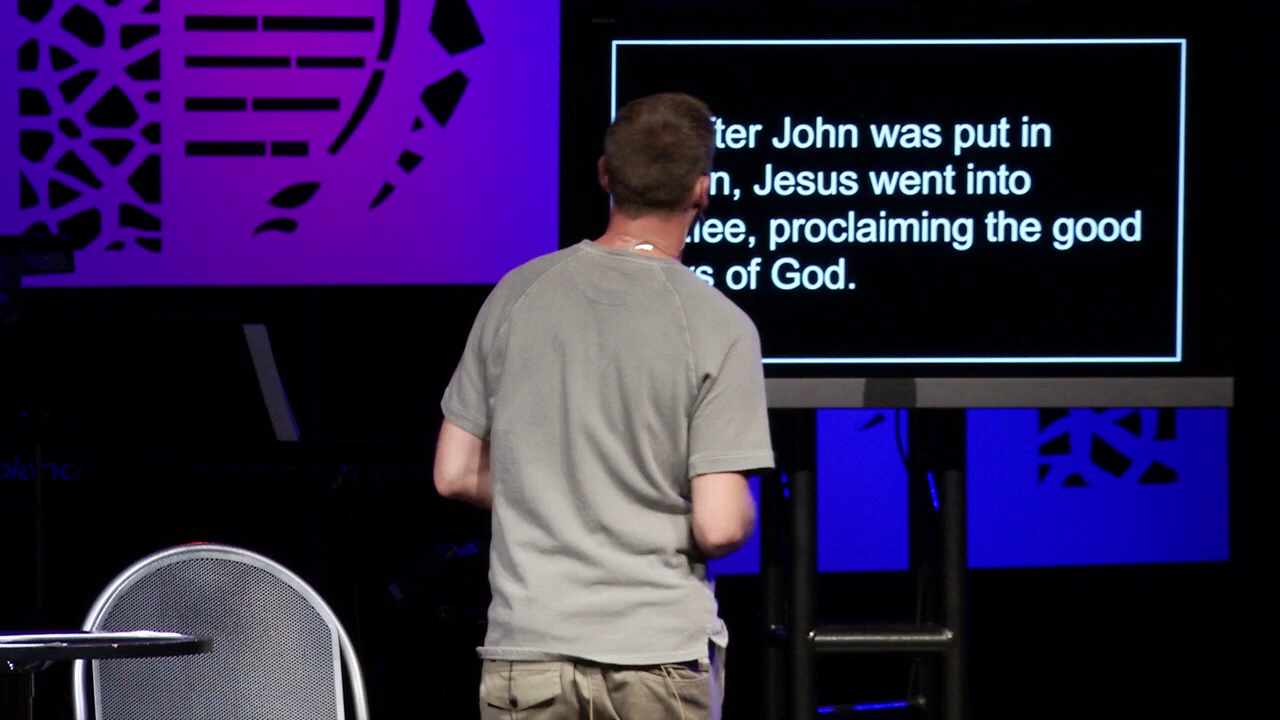 fter John was put in
n, Jesus went into
lee, proclaiming the good
s of God.